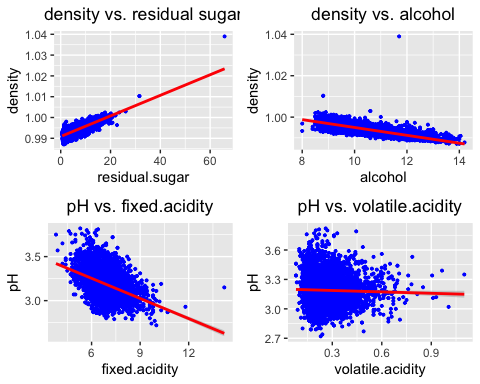 density vs. residual sugar
1.04
1.03
1.02
1.01
1.00
0.99
density
0 20 40 60
residual.sugar
density vs. alcohol
1.04
1.02
1.00
density
8 10 12 14
alcohol
pH vs. fixed.acidity
3.5
3.0
pH
6 9 12
fixed.acidity
pH vs. volatile.acidity
3.6
3.3
3.0
2.7
pH
0.3 0.6 0.9
volatile.acidity